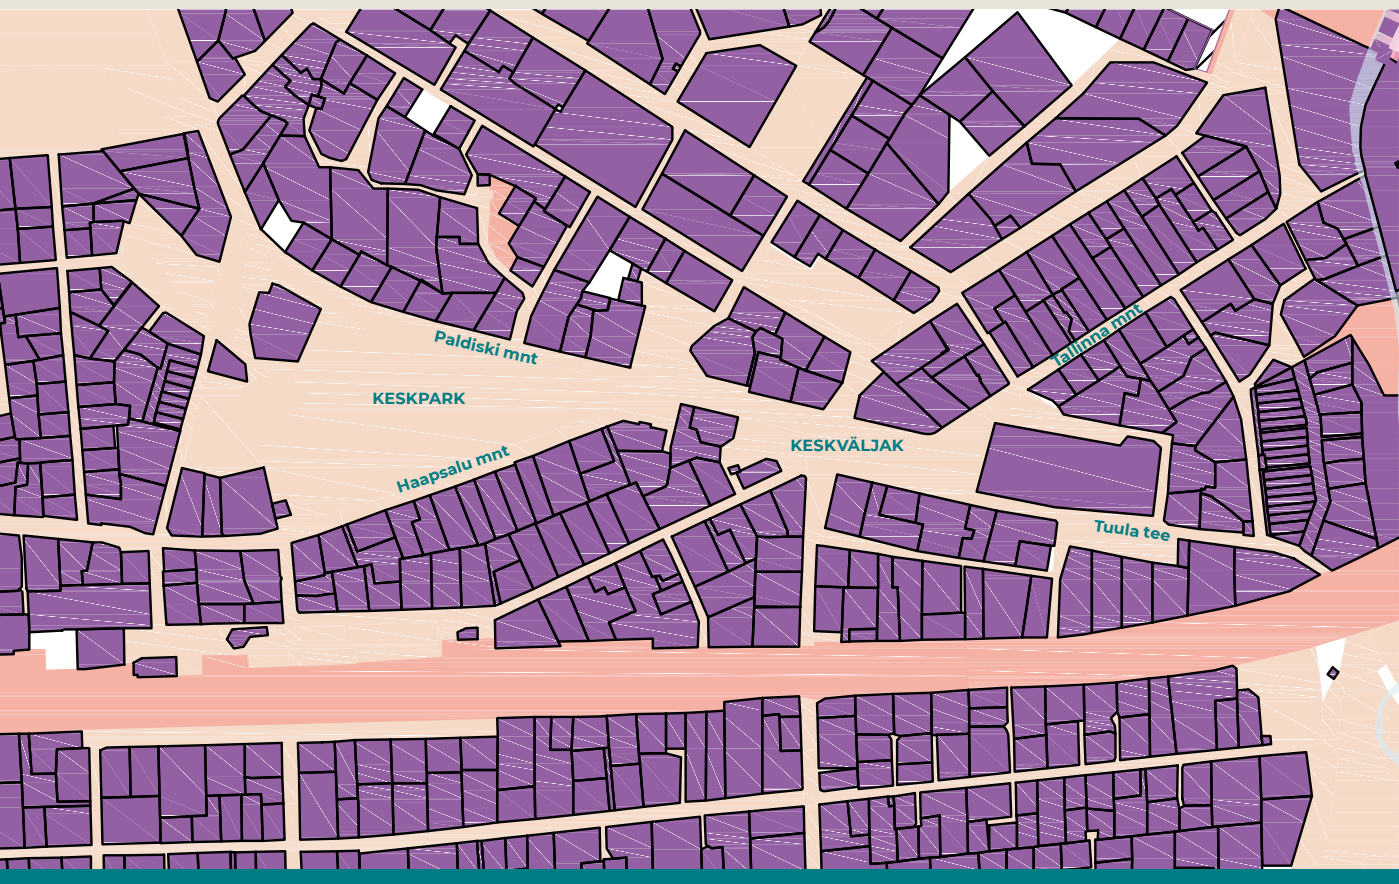 Tallinna mnt
Paldiski mnt
KESKPARK
KESKVÄLJAK
Haapsalu mnt
Tuula tee